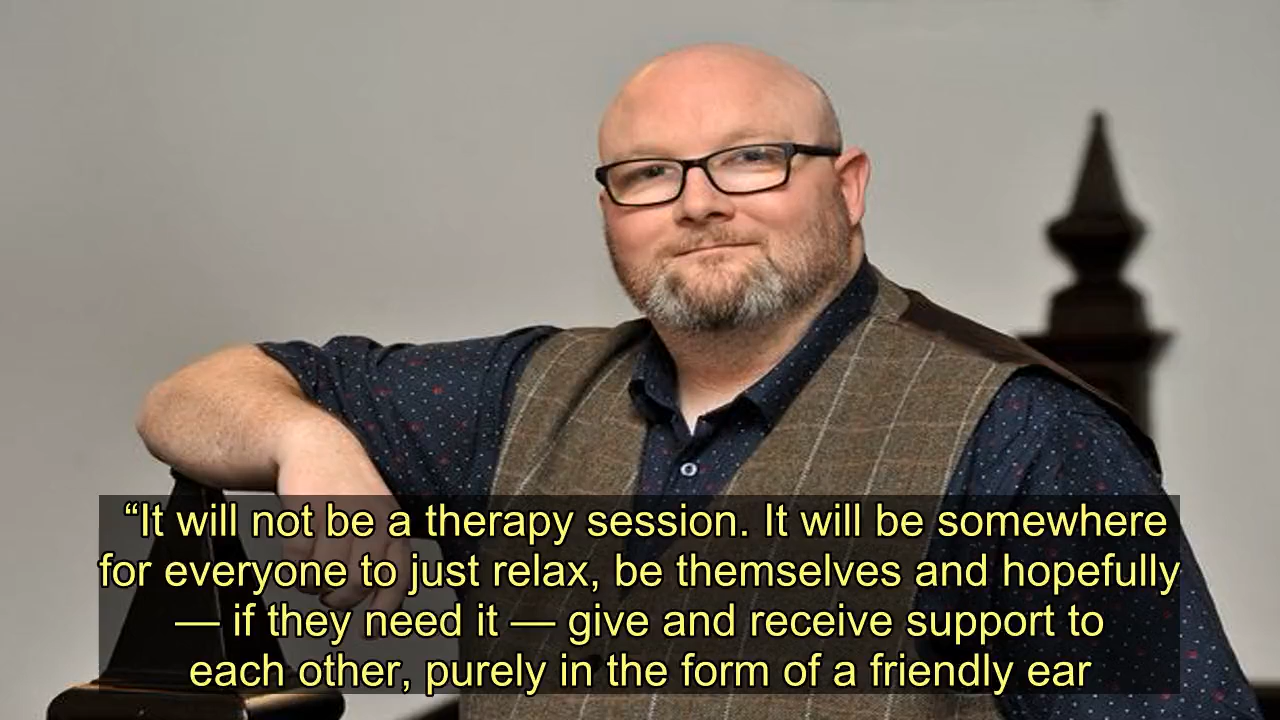 “It will not be a therapy session. It will be somewhere
for everyone to just relax, be themselves and hopefully
— if they need it — give and receive support to
each other, purely in the form of a friendly ear